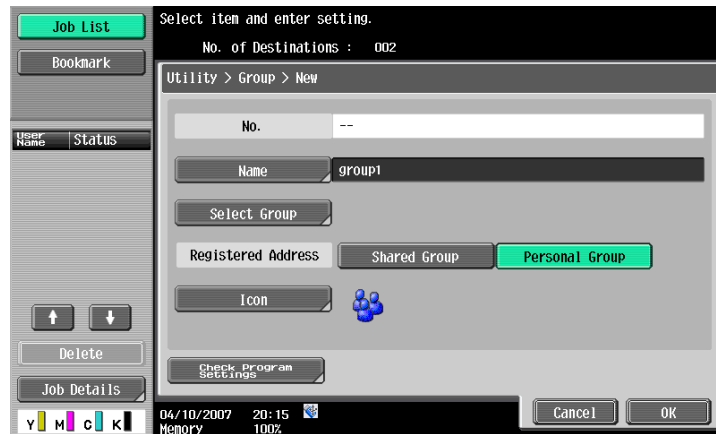 Job List
Bookmark
User Name Status
Delete
Job Details
Y M C K
Select item and enter setting.
No. of Destinations : 002
Utility > Group > New
No. --
Name group1
Select Group
Registered Address Shared Group Personal Group
Icon
Check Program
Settings
04/10/2007 20:15
Memory 100%
Cancel OK